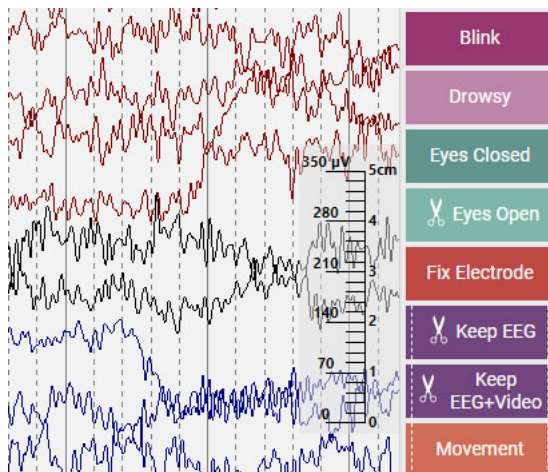 Blink
Drowsy
Eyes Closed
Eyes Open
Fix Electrode
Keep EEG
Keep
EEG+Video
Movement
350 µV
5cm
280
4
210
3
140
2
70
1
0
0